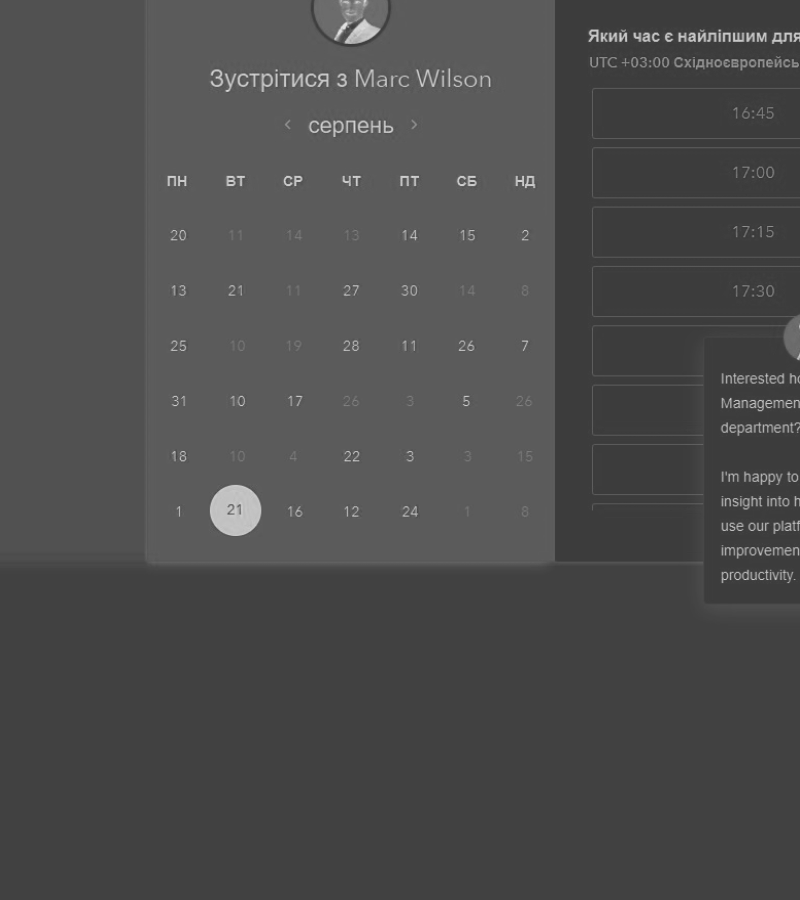 Зустрітися з Marc Wilson
‹ серпень ›
ПН ВТ СР ЧТ ПТ СБ НД
20 11 14 13 14 15 2
13 21 11 27 30 14 8
25 10 19 28 11 26 7
31 10 17 26 3 5 26
18 10 4 22 3 3 15
1 21 16 12 24 1 8
Який час є найліпшим для
UTC +03:00 Східноєвропейсь
16:45
17:00
17:15
17:30
Interested ho
Managemen
department?
I'm happy to
insight into h
use our platf
improvemen
productivity.